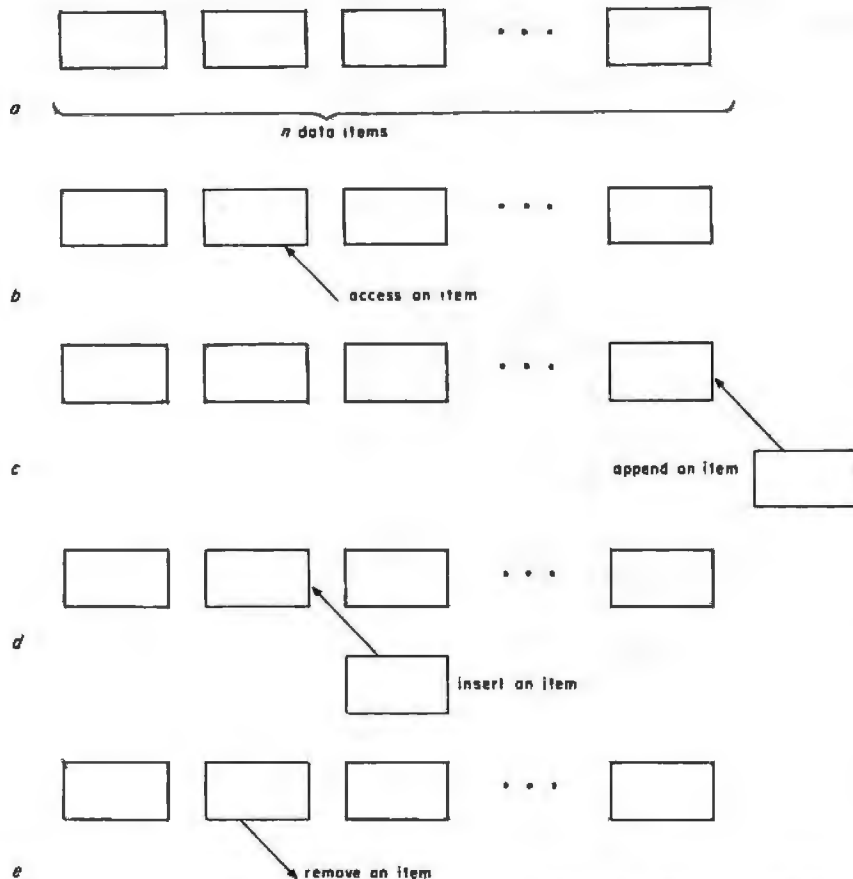 a
n data items
b
access an item
c
append an item
d
insert an item
e
remove an item